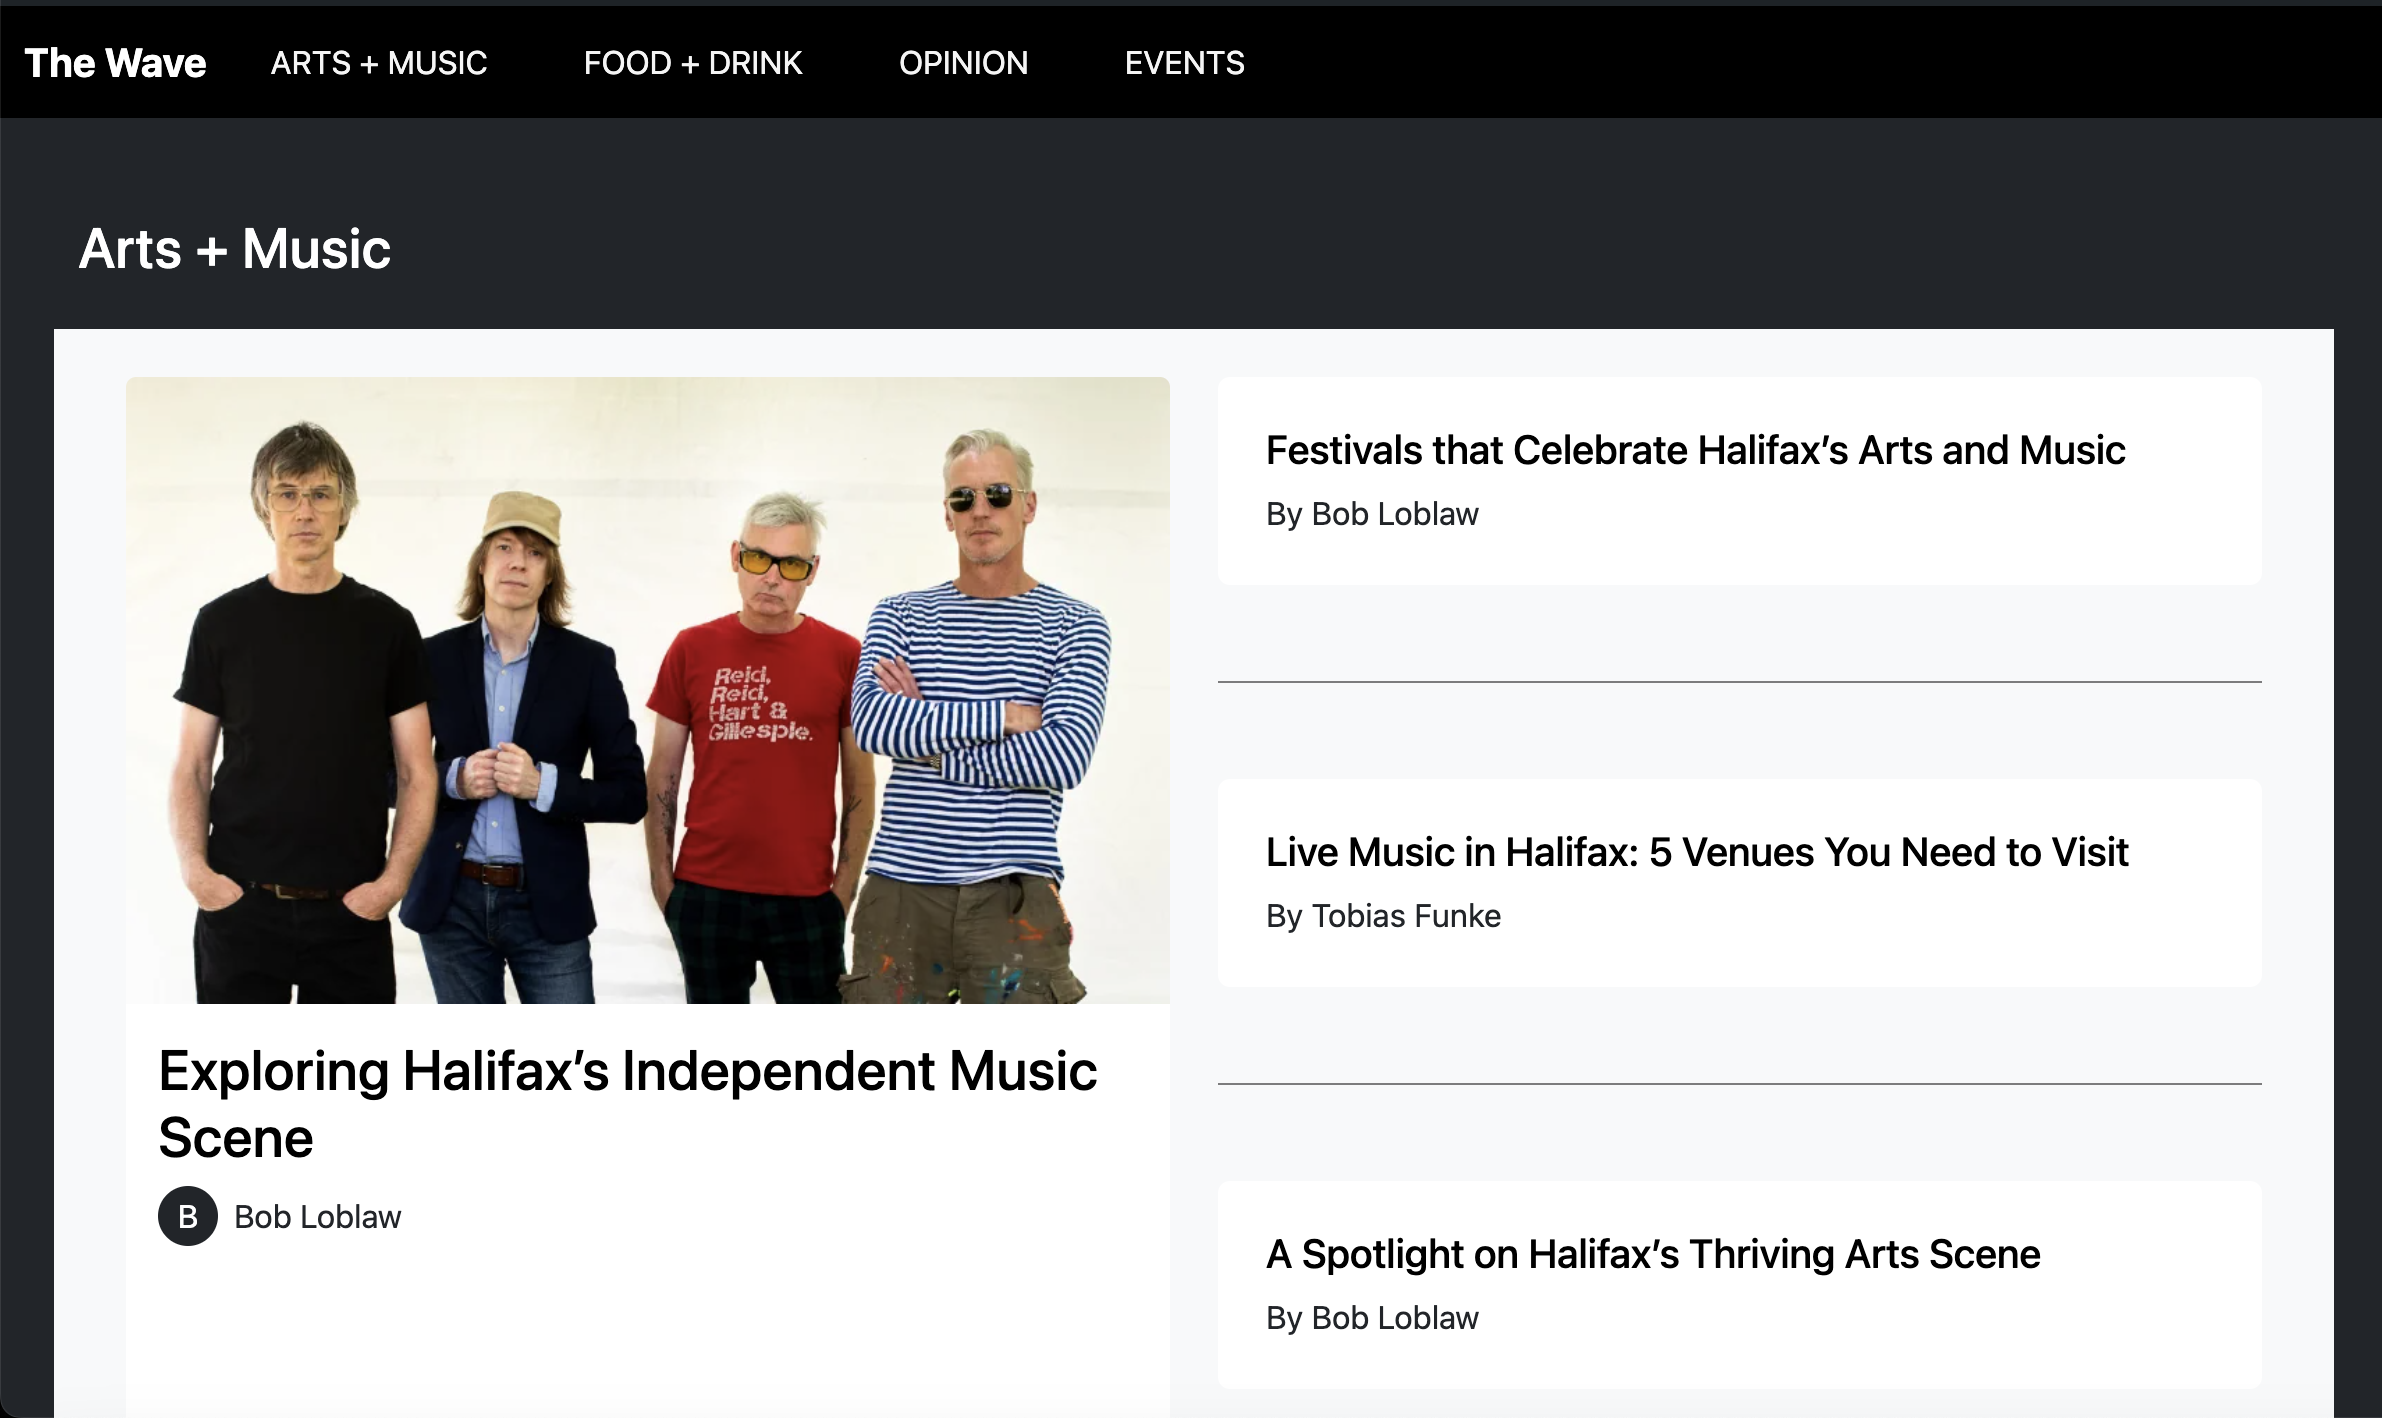 The Wave
ARTS + MUSIC
FOOD + DRINK
OPINION
EVENTS
Arts + Music
Reid,
Reid,
Hart &
Gillespie.
Exploring Halifax’s Independent Music
Scene
B Bob Loblaw
Festivals that Celebrate Halifax’s Arts and Music
By Bob Loblaw
Live Music in Halifax: 5 Venues You Need to Visit
By Tobias Funke
A Spotlight on Halifax’s Thriving Arts Scene
By Bob Loblaw